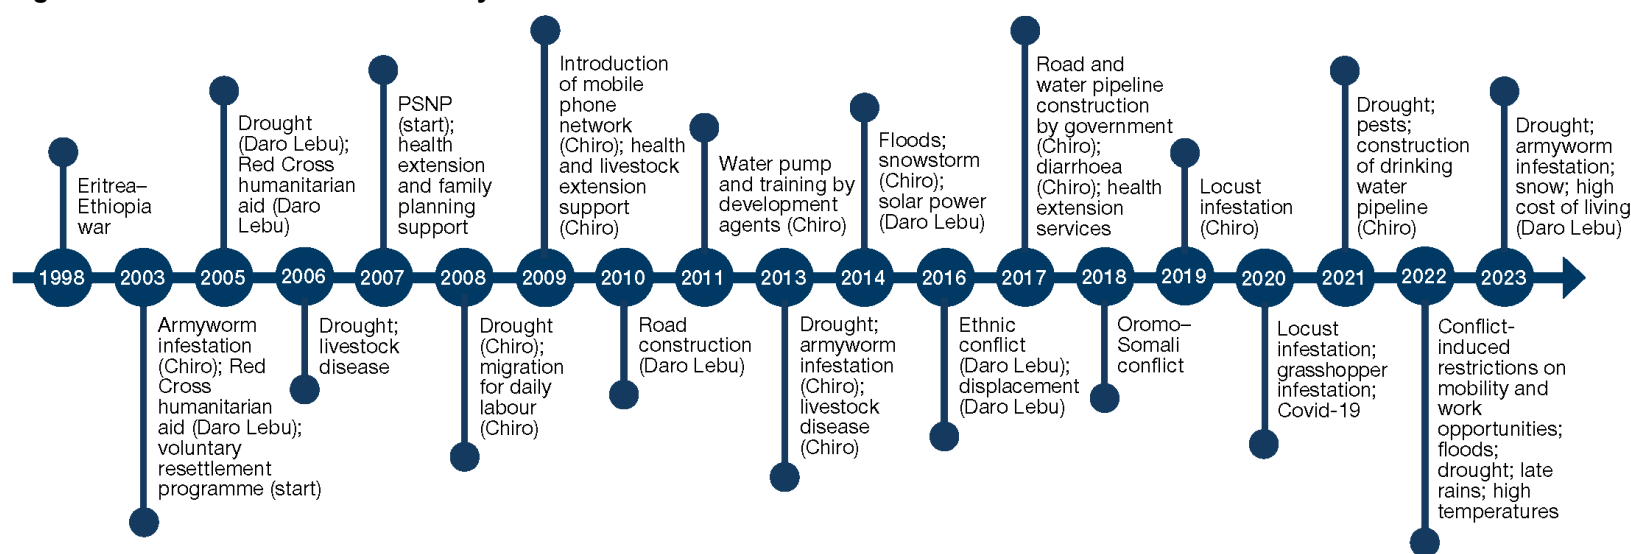 Eritrea–
Ethiopia
war
Drought
(Daro Lebu);
Red Cross
humanitarian
aid (Daro
Lebu)
PSNP
(start);
health
extension
and family
planning
support
Introduction
of mobile
phone
network
(Chiro); health
and livestock
extension
support
(Chiro)
Water pump
and training by
development
agents (Chiro)
Floods;
snowstorm
(Chiro);
solar power
(Daro Lebu)
Road and
water pipeline
construction
by government
(Chiro);
diarrhoea
(Chiro); health
extension
services
Locust
infestation
(Chiro)
Drought;
pests;
construction
of drinking
water
pipeline
(Chiro)
Drought;
armyworm
infestation;
snow; high
cost of living
(Daro Lebu)
1998 2003 2005 2006 2007 2008 2009 2010 2011 2013 2014 2016 2017 2018 2019 2020 2021 2022 2023
Armyworm
infestation
(Chiro); Red
Cross
humanitarian
aid (Daro Lebu);
voluntary
resettlement
programme (start)
Drought;
livestock
disease
Drought
(Chiro);
migration
for daily
labour
(Chiro)
Road
construction
(Daro Lebu)
Drought;
armyworm
infestation
(Chiro);
livestock
disease
(Chiro)
Ethnic
conflict
(Daro Lebu);
displacement
(Daro Lebu)
Oromo–
Somali
conflict
Locust
infestation;
grasshopper
infestation;
Covid-19
Conflict-
induced
restrictions on
mobility and
work
opportunities;
floods;
drought; late
rains; high
temperatures